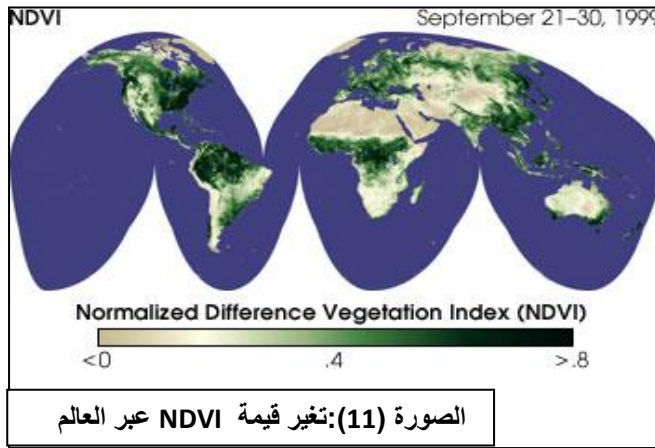 NDVI September 21–30, 1999
Normalized Difference Vegetation Index (NDVI)
<0 .4 >.8
الصورة (11):تغير قيمة NDVI عبر العالم